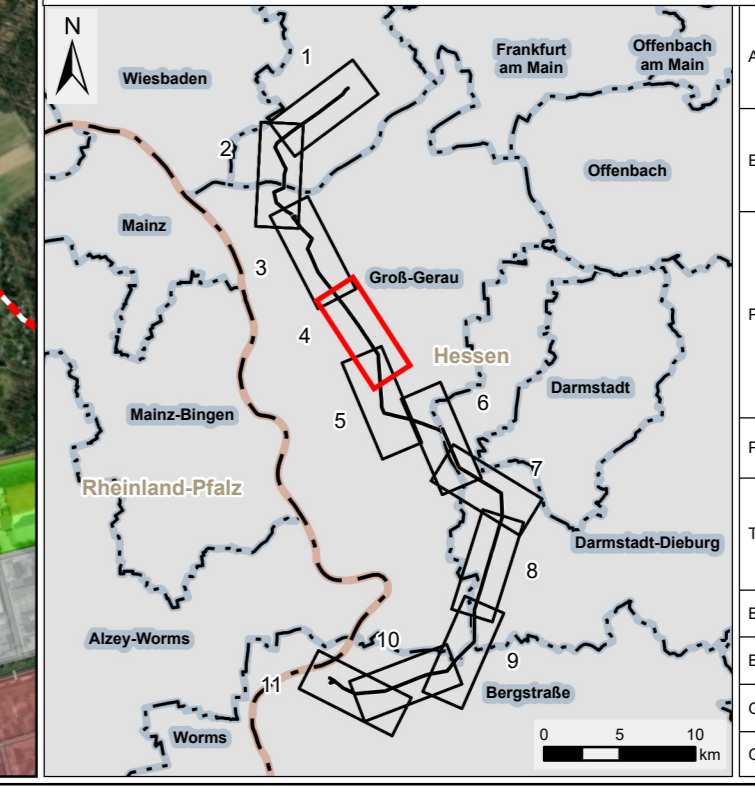 N
1
Wiesbaden
Frankfurt
am Main
Offenbach
am Main
2
Offenbach
Mainz
3
Groß-Gerau
4
Hessen
5
6
Darmstadt
Mainz-Bingen
7
Rheinland-Pfalz
8
Darmstadt-Dieburg
Alzey-Worms
10
9
11
Bergstraße
Worms
0 5 10
km